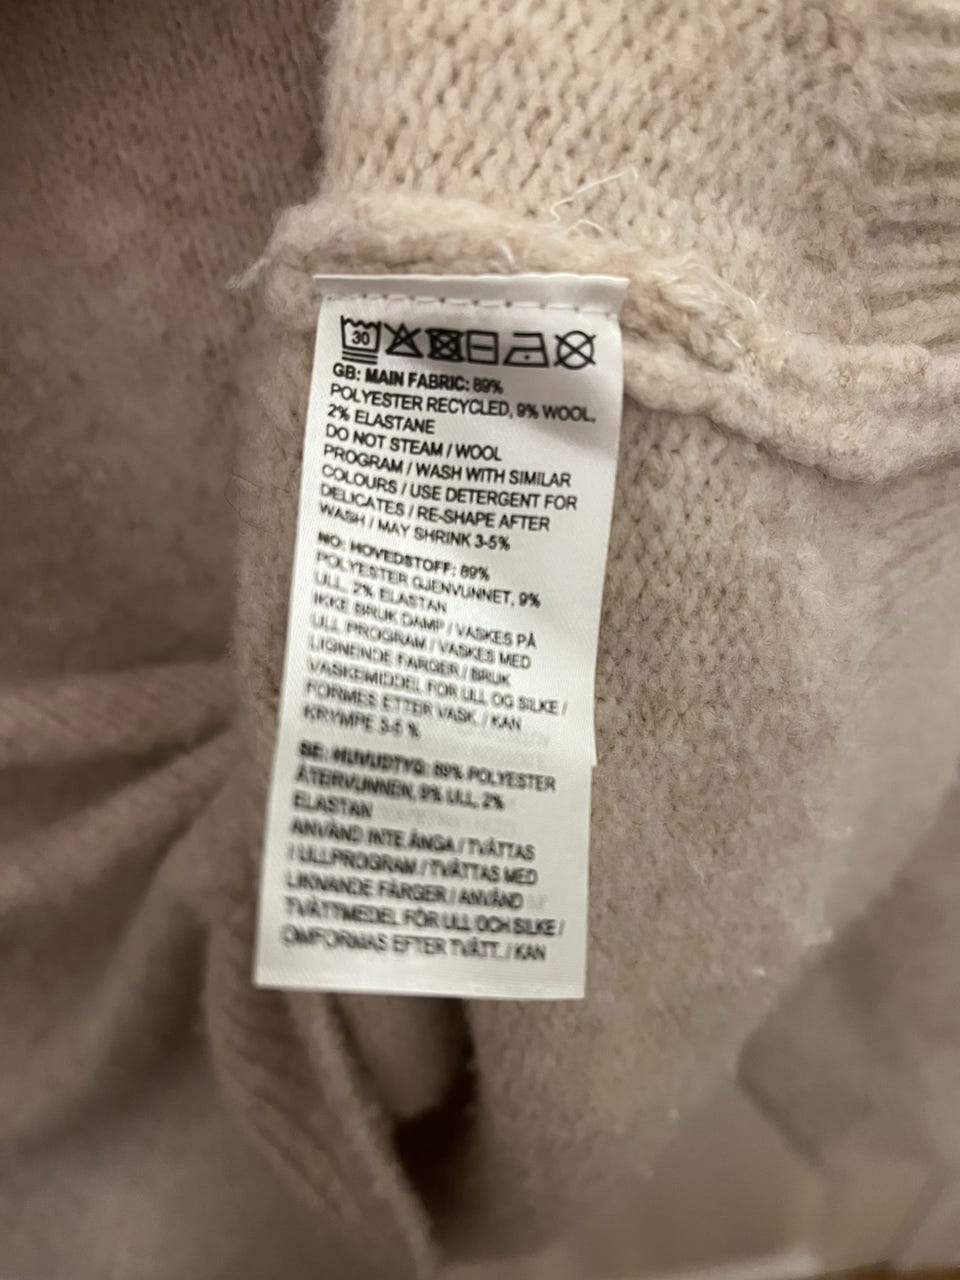 30
GB: MAIN FABRIC: 89%
POLYESTER RECYCLED, 9% WOOL,
2% ELASTANE
DO NOT STEAM / WOOL
PROGRAM / WASH WITH SIMILAR
COLOURS / USE DETERGENT FOR
DELICATES / RE-SHAPE AFTER
WASH / MAY SHRINK 3-5%
NO: HOVEDSTOFF: 89%
POLYESTER GJENVUNNET, 9%
ULL, 2% ELASTAN
IKKE BRUK DAMP / VASKES PÅ
ULL PROGRAM / VASKES MED
LIGNENDE FARGER / BRUK
VASKEMIDDEL FOR ULL OG SILKE /
FORMES ETTER VASK. / KAN
KRYMPE 3-5 %
SE: HUVUDTYG: 89% POLYESTER
ÅTERVUNNEN, 9% ULL, 2%
ELASTAN
ANVÄND INTE ÅNGA / TVÄTTAS
I ULLPROGRAM / TVÄTTAS MED
LIKNANDE FÄRGER / ANVÄND
TVÄTTMEDEL FÖR ULL OCH SILKE /
OMFORMAS EFTER TVÄTT. / KAN